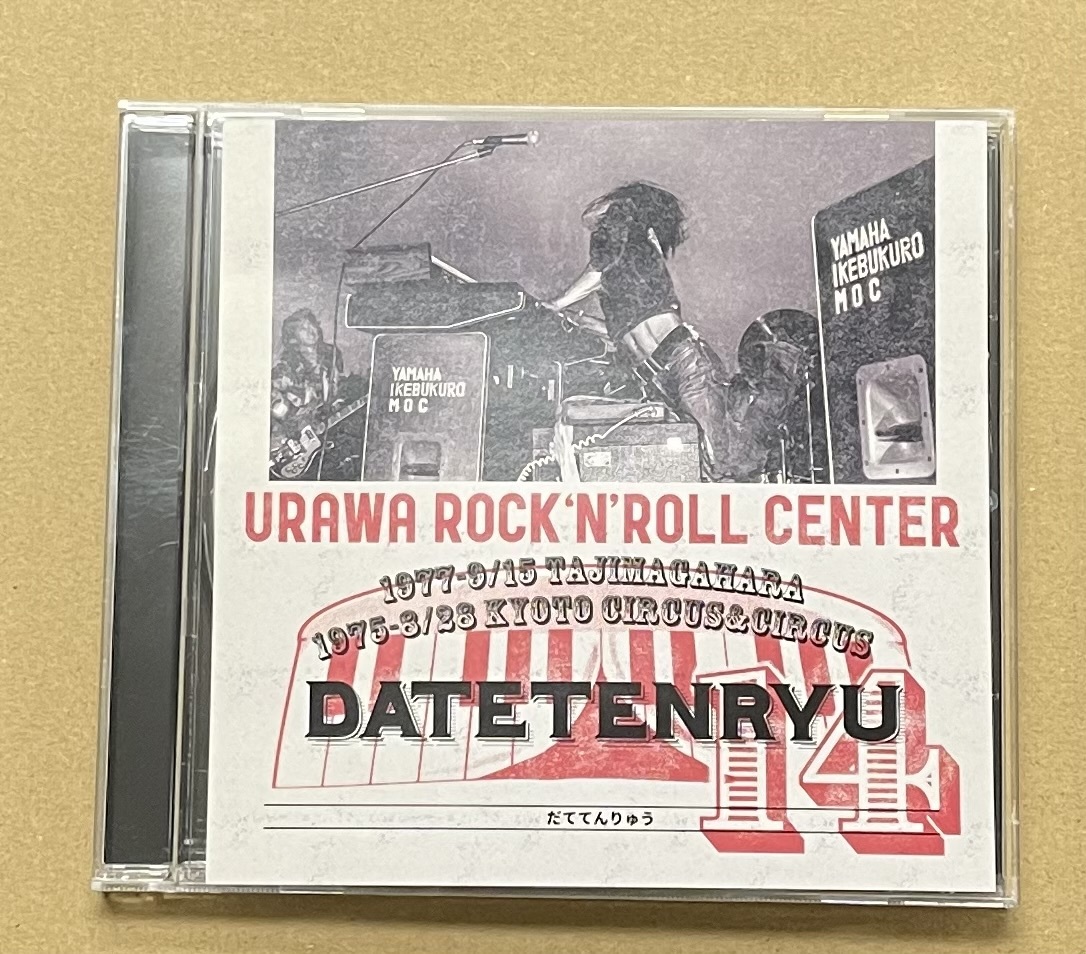 YAMAHA
IKEBUKURO
MOC
YAMAHA
IKEBUKURO
MOC
URAWA ROCK'N'ROLL CENTER
1977-9/15 TAJIMAGAHARA
1975-8/28 KYOTO CIRCUS&CIRCUS
DATETENRYU
14
だててんりゅう